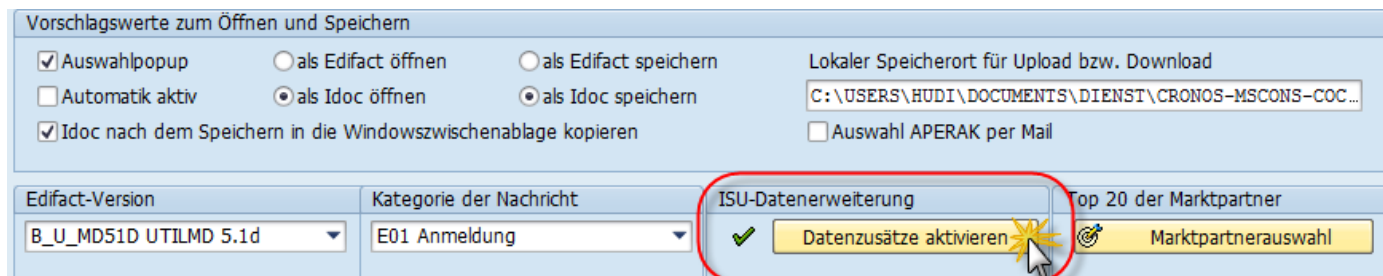 Vorschlagswerte zum Öffnen und Speichern
Auswahlpopup als Edifact öffnen als Edifact speichern Lokaler Speicherort für Upload bzw. Download
Automatik aktiv als Idoc öffnen als Idoc speichern C:\USERS\HUDI\DOCUMENTS\DIENST\CRONOS-MSCONS-COC...
Idoc nach dem Speichern in die Windowszwischenablage kopieren Auswahl APERAK per Mail
Edifact-Version Kategorie der Nachricht ISU-Datenerweiterung Top 20 der Marktpartner
B_U_MD51D UTILMD 5.1d E01 Anmeldung Datenzusätze aktivieren Marktpartnerauswahl